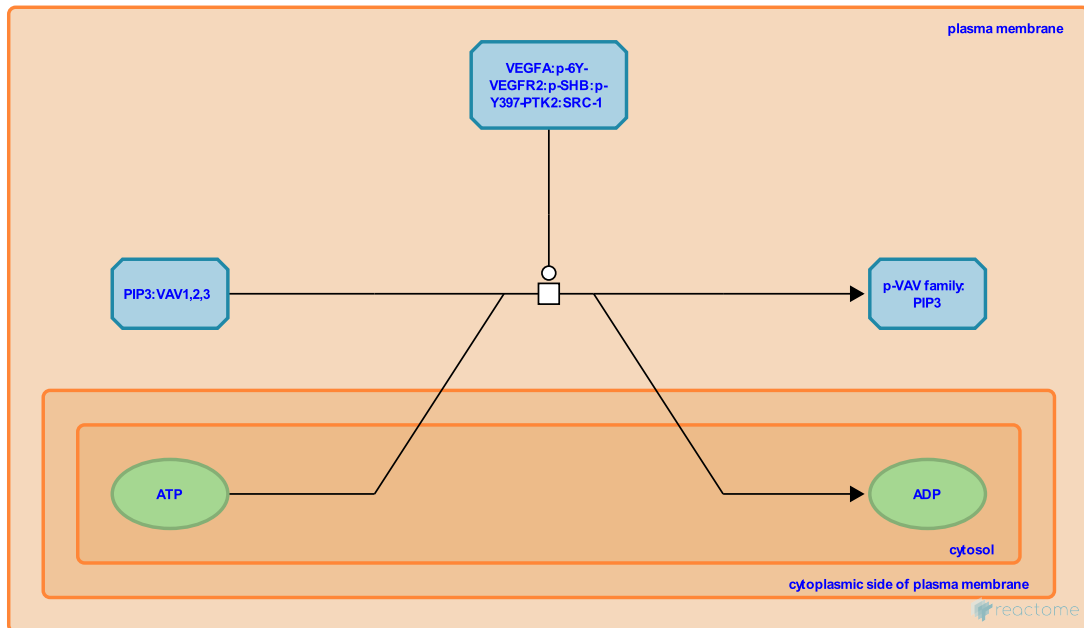 plasma membrane
VEGFA:p-6Y-
VEGFR2:p-SHB:p-
Y397-PTK2:SRC-1
PIP3:VAV1,2,3
p-VAV family:
PIP3
ATP
ADP
cytosol
cytoplasmic side of plasma membrane
reactome